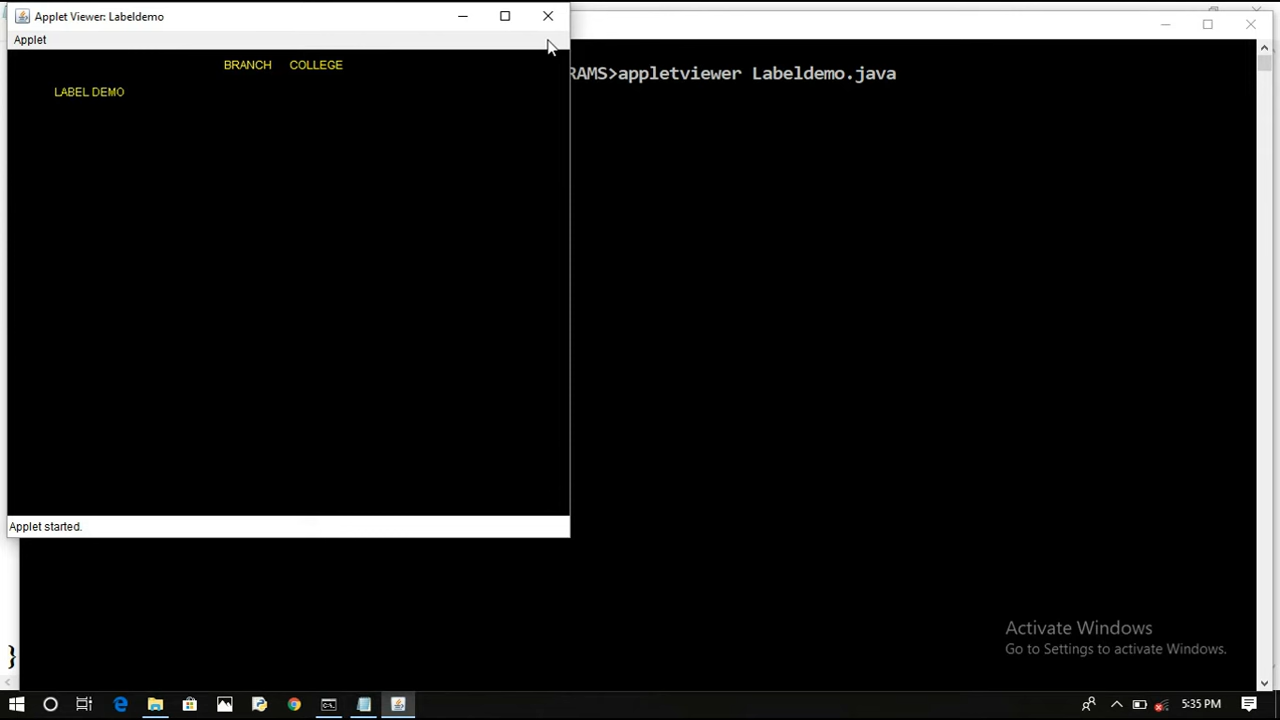 Applet Viewer: Labeldemo
Applet
BRANCH COLLEGE
LABEL DEMO
RAMS>appletviewer Labeldemo.java
Applet started.
}
Activate Windows
Go to Settings to activate Windows.
5:35 PM